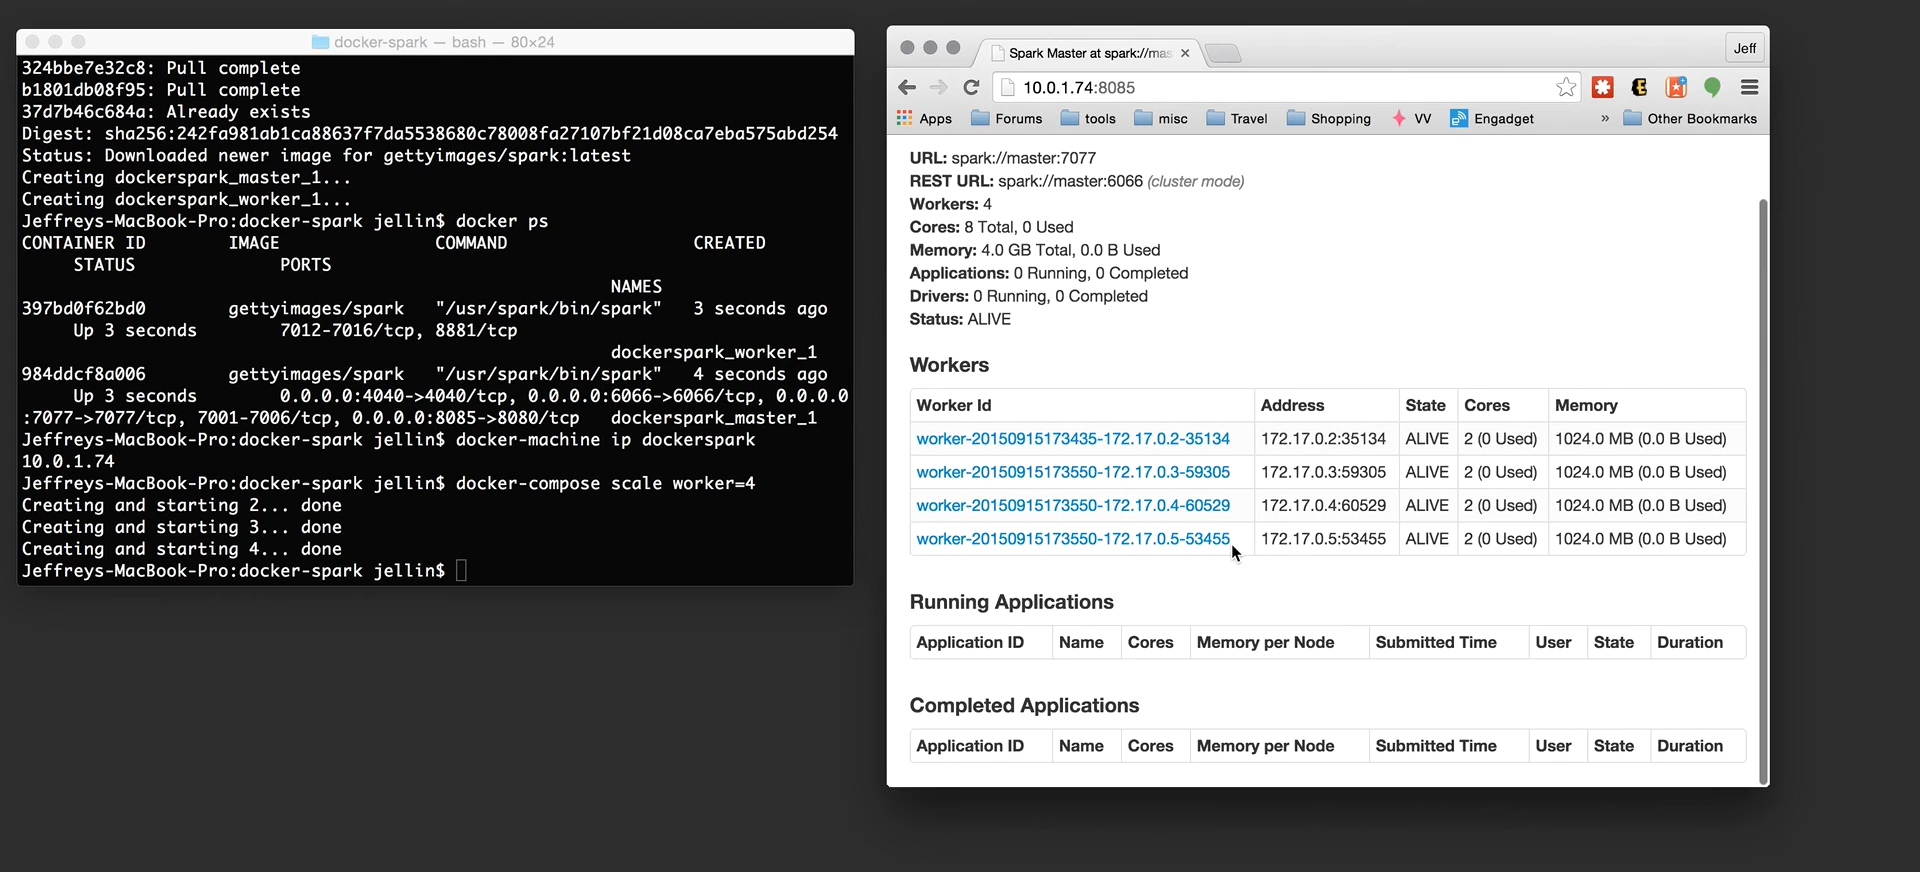 docker-spark — bash — 80×24
324bbe7e32c8: Pull complete
b1801db08f95: Pull complete
37d7b46c684a: Already exists
Digest: sha256:242fa981ab1ca88637f7da5538680c78008fa27107bf21d08ca7eba575abd254
Status: Downloaded newer image for gettyimages/spark:latest
Creating dockerspark_master_1...
Creating dockerspark_worker_1...
Jeffreys-MacBook-Pro:docker-spark jellin$ docker ps
CONTAINER ID IMAGE COMMAND CREATED
STATUS PORTS
NAMES
397bd0f62bd0 gettyimages/spark "/usr/spark/bin/spark" 3 seconds ago
Up 3 seconds 7012-7016/tcp, 8881/tcp
dockerspark_worker_1
984ddcf8a006 gettyimages/spark "/usr/spark/bin/spark" 4 seconds ago
Up 3 seconds 0.0.0.0:4040->4040/tcp, 0.0.0.0:6066->6066/tcp, 0.0.0.0
:7077->7077/tcp, 7001-7006/tcp, 0.0.0.0:8085->8080/tcp dockerspark_master_1
Jeffreys-MacBook-Pro:docker-spark jellin$ docker-machine ip dockerspark
10.0.1.74
Jeffreys-MacBook-Pro:docker-spark jellin$ docker-compose scale worker=4
Creating and starting 2... done
Creating and starting 3... done
Creating and starting 4... done
Jeffreys-MacBook-Pro:docker-spark jellin$
Spark Master at spark://mas
Jeff
10.0.1.74:8085
Apps Forums tools misc Travel Shopping VV Engadget » Other Bookmarks
URL: spark://master:7077
REST URL: spark://master:6066 (cluster mode)
Workers: 4
Cores: 8 Total, 0 Used
Memory: 4.0 GB Total, 0.0 B Used
Applications: 0 Running, 0 Completed
Drivers: 0 Running, 0 Completed
Status: ALIVE
Workers
Worker Id Address State Cores Memory
worker-20150915173435-172.17.0.2-35134 172.17.0.2:35134 ALIVE 2 (0 Used) 1024.0 MB (0.0 B Used)
worker-20150915173550-172.17.0.3-59305 172.17.0.3:59305 ALIVE 2 (0 Used) 1024.0 MB (0.0 B Used)
worker-20150915173550-172.17.0.4-60529 172.17.0.4:60529 ALIVE 2 (0 Used) 1024.0 MB (0.0 B Used)
worker-20150915173550-172.17.0.5-53455 172.17.0.5:53455 ALIVE 2 (0 Used) 1024.0 MB (0.0 B Used)
Running Applications
Application ID Name Cores Memory per Node Submitted Time User State Duration
Completed Applications
Application ID Name Cores Memory per Node Submitted Time User State Duration